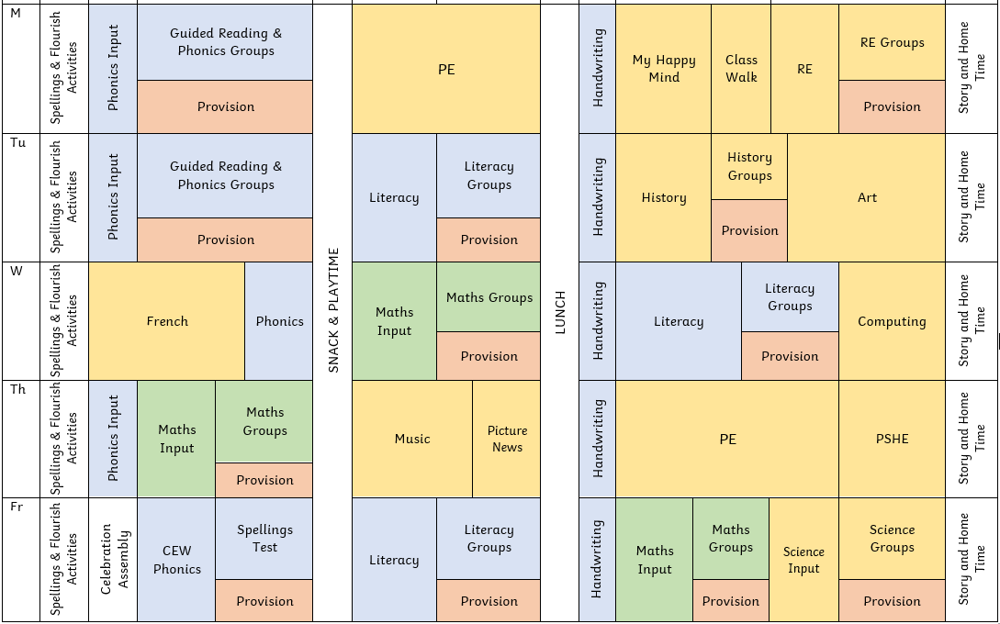 M
Spellings & Flourish
Activities
Phonics Input
Guided Reading &
Phonics Groups
Provision
PE
Handwriting
My Happy
Mind
Class
Walk
RE
RE Groups
Provision
Story and Home
Time
Tu
Spellings & Flourish
Activities
Phonics Input
Guided Reading &
Phonics Groups
Provision
Literacy
Literacy
Groups
Provision
Handwriting
History
History
Groups
Provision
Art
Story and Home
Time
SNACK & PLAYTIME
LUNCH
W
Spellings & Flourish
Activities
French
Phonics
Maths
Input
Maths Groups
Provision
Handwriting
Literacy
Literacy
Groups
Provision
Computing
Story and Home
Time
Th
Spellings & Flourish
Activities
Phonics Input
Maths
Input
Maths
Groups
Provision
Music
Picture
News
Handwriting
PE
PSHE
Story and Home
Time
Fr
Spellings & Flourish
Activities
Celebration
Assembly
CEW
Phonics
Spellings
Test
Provision
Literacy
Literacy
Groups
Provision
Handwriting
Maths
Input
Maths
Groups
Provision
Science
Input
Science
Groups
Provision
Story and Home
Time